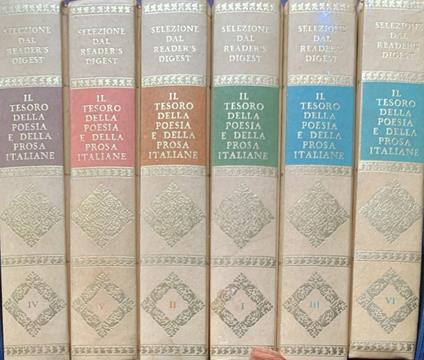 SELEZIONE
DAL
READER'S
DIGEST
IL
TESORO
DELLA
POESIA
E DELLA
PROSA
ITALIANE
IV
SELEZIONE
DAL
READER'S
DIGEST
IL
TESORO
DELLA
POESIA
E DELLA
PROSA
ITALIANE
V
SELEZIONE
DAL
READER'S
DIGEST
IL
TESORO
DELLA
POESIA
E DELLA
PROSA
ITALIANE
II
SELEZIONE
DAL
READER'S
DIGEST
IL
TESORO
DELLA
POESIA
E DELLA
PROSA
ITALIANE
I
SELEZIONE
DAL
READER'S
DIGEST
IL
TESORO
DELLA
POESIA
E DELLA
PROSA
ITALIANE
III
SELEZIONE
DAL
READER'S
DIGEST
IL
TESORO
DELLA
POESIA
E DELLA
PROSA
ITALIANE
VI